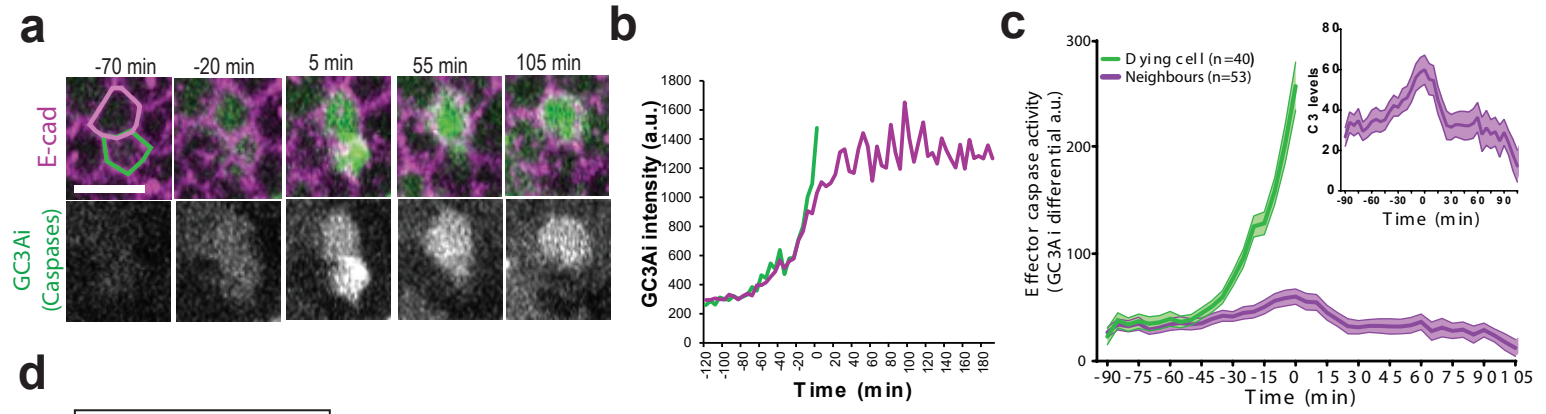 a
-70 min
-20 min
5 min
55 min
105 min
E-cad
GC3Ai
(Caspases)
b
GC3Ai intensity (a.u.)
1800
1600
1400
1200
1000
800
600
400
200
0
-120
-100
-80
-60
-40
-20
0
20
40
60
80
100
120
140
160
180
Time (min)
c
Effector caspase activity
(GC3Ai differential a.u.)
300
200
100
0
Dying cell (n=40)
Neighbours (n=53)
-90 -75 -60 -45 -30 -15 0 15 30 45 60 75 90 105
Time (min)
C3 levels
80
60
40
20
0
-90 -60 -30 0 30 60 90
Time (min)
d